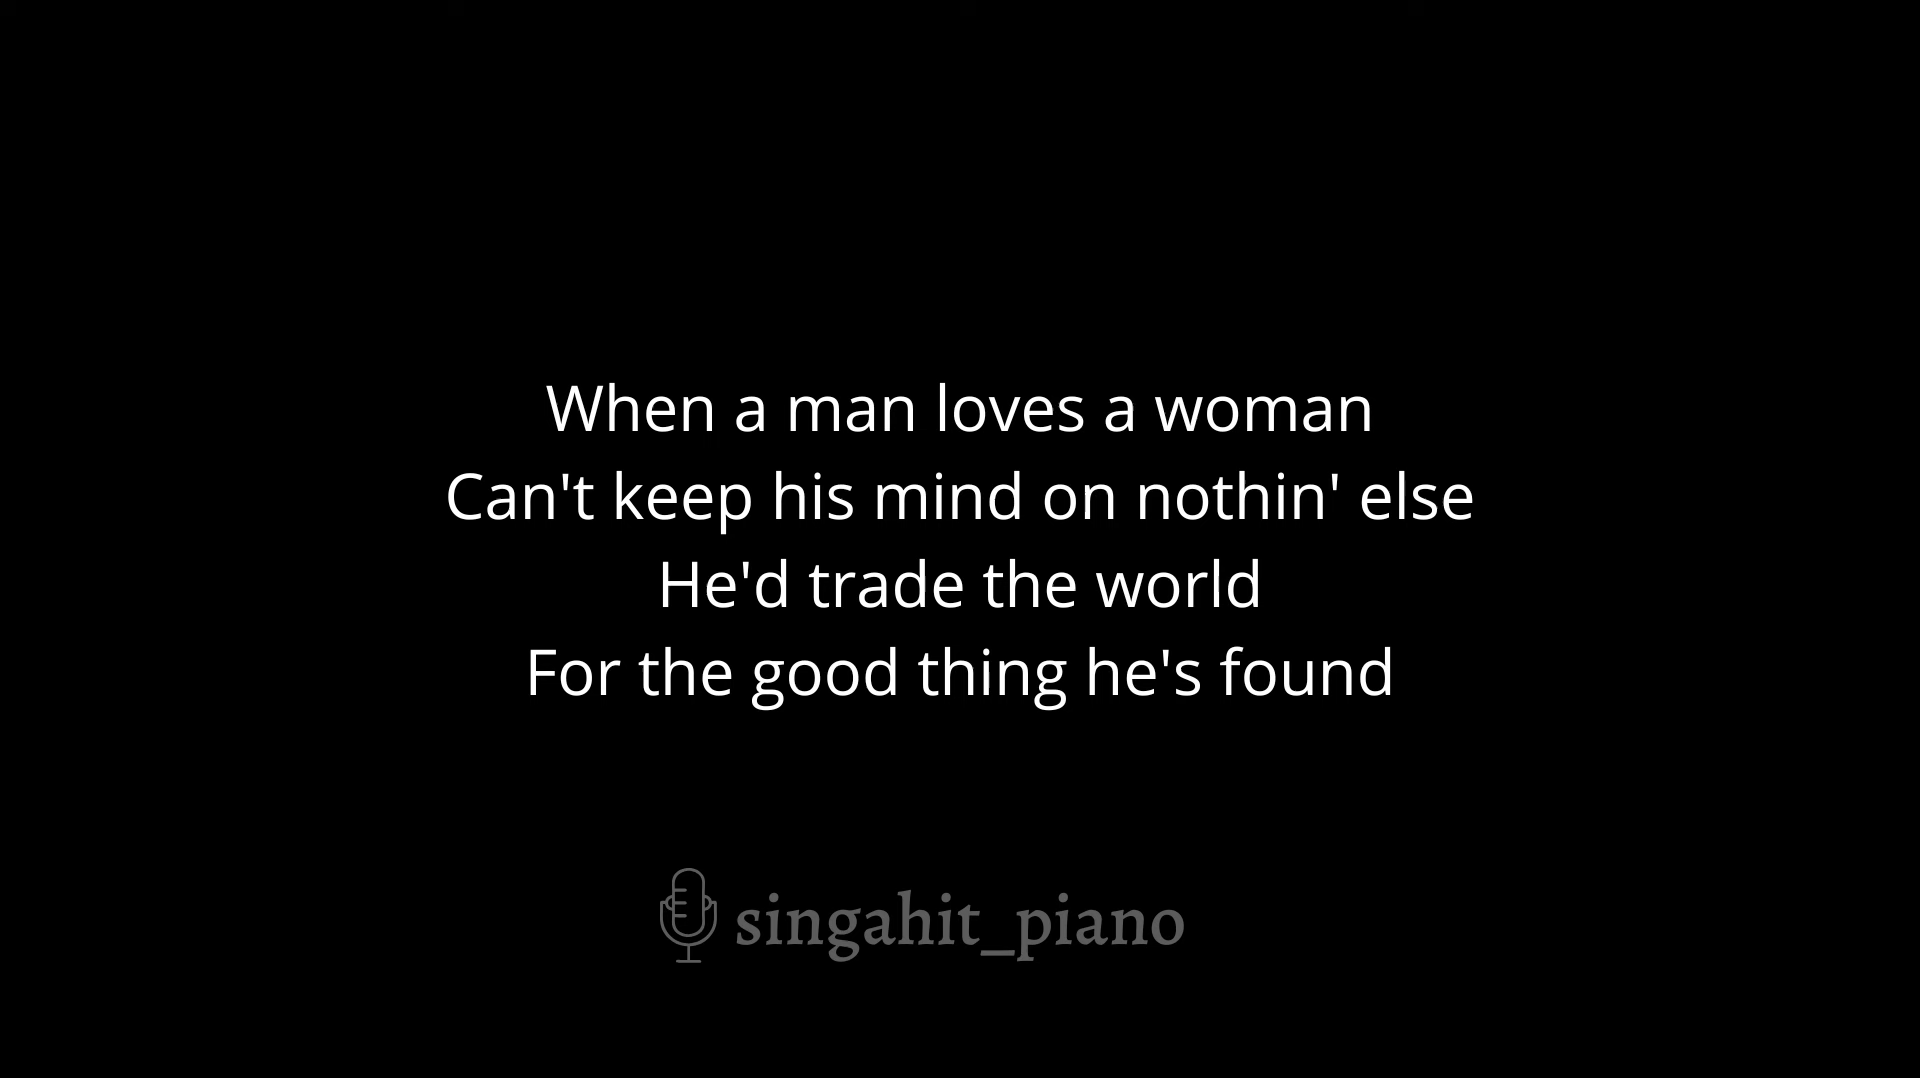 When a man loves a woman
Can't keep his mind on nothin' else
He'd trade the world
For the good thing he's found
singahit_piano